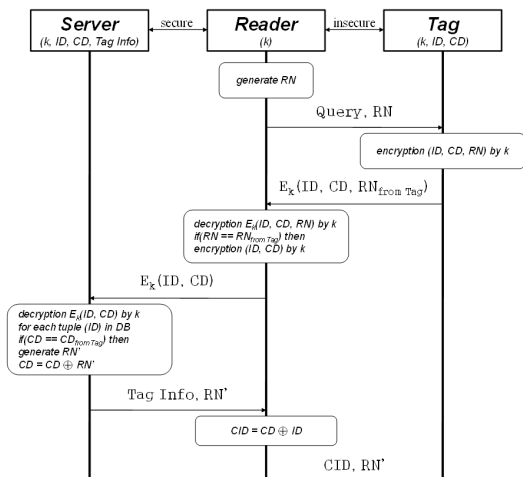 Server
(k, ID, CD, Tag Info)
secure
Reader
(k)
insecure
Tag
(k, ID, CD)
generate RN
Query, RN
encryption (ID, CD, RN) by k
E_k(ID, CD, RN_from Tag)
decryption E_k(ID, CD, RN) by k
if(RN == RN_from Tag) then
encryption (ID, CD) by k
E_k(ID, CD)
decryption E_k(ID, CD) by k
for each tuple (ID) in DB
if(CD == CD_from Tag) then
generate RN'
CD = CD ⊕ RN'
Tag Info, RN'
CID = CD ⊕ ID
CID, RN'